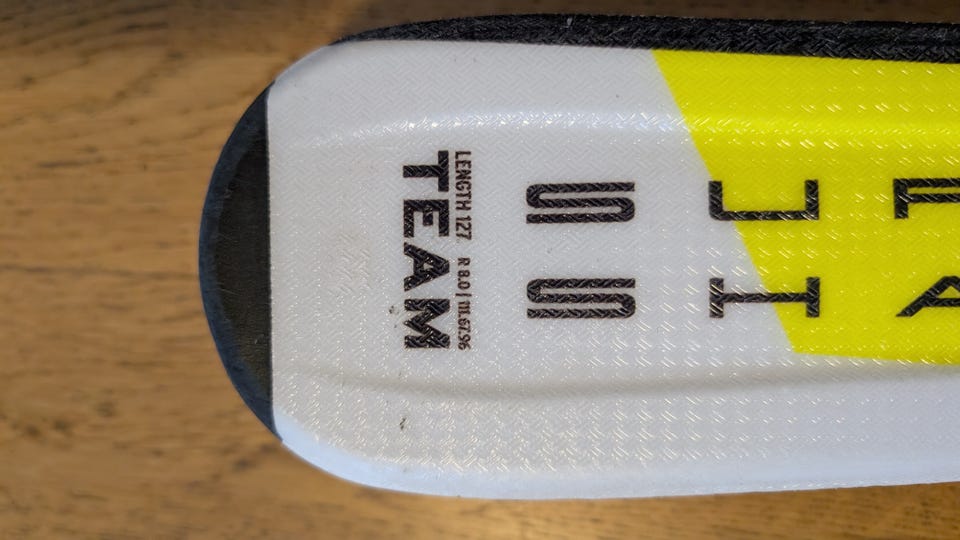 J I
S S
LENGTH 127 R 8.0 | 111.67.96
TEAM